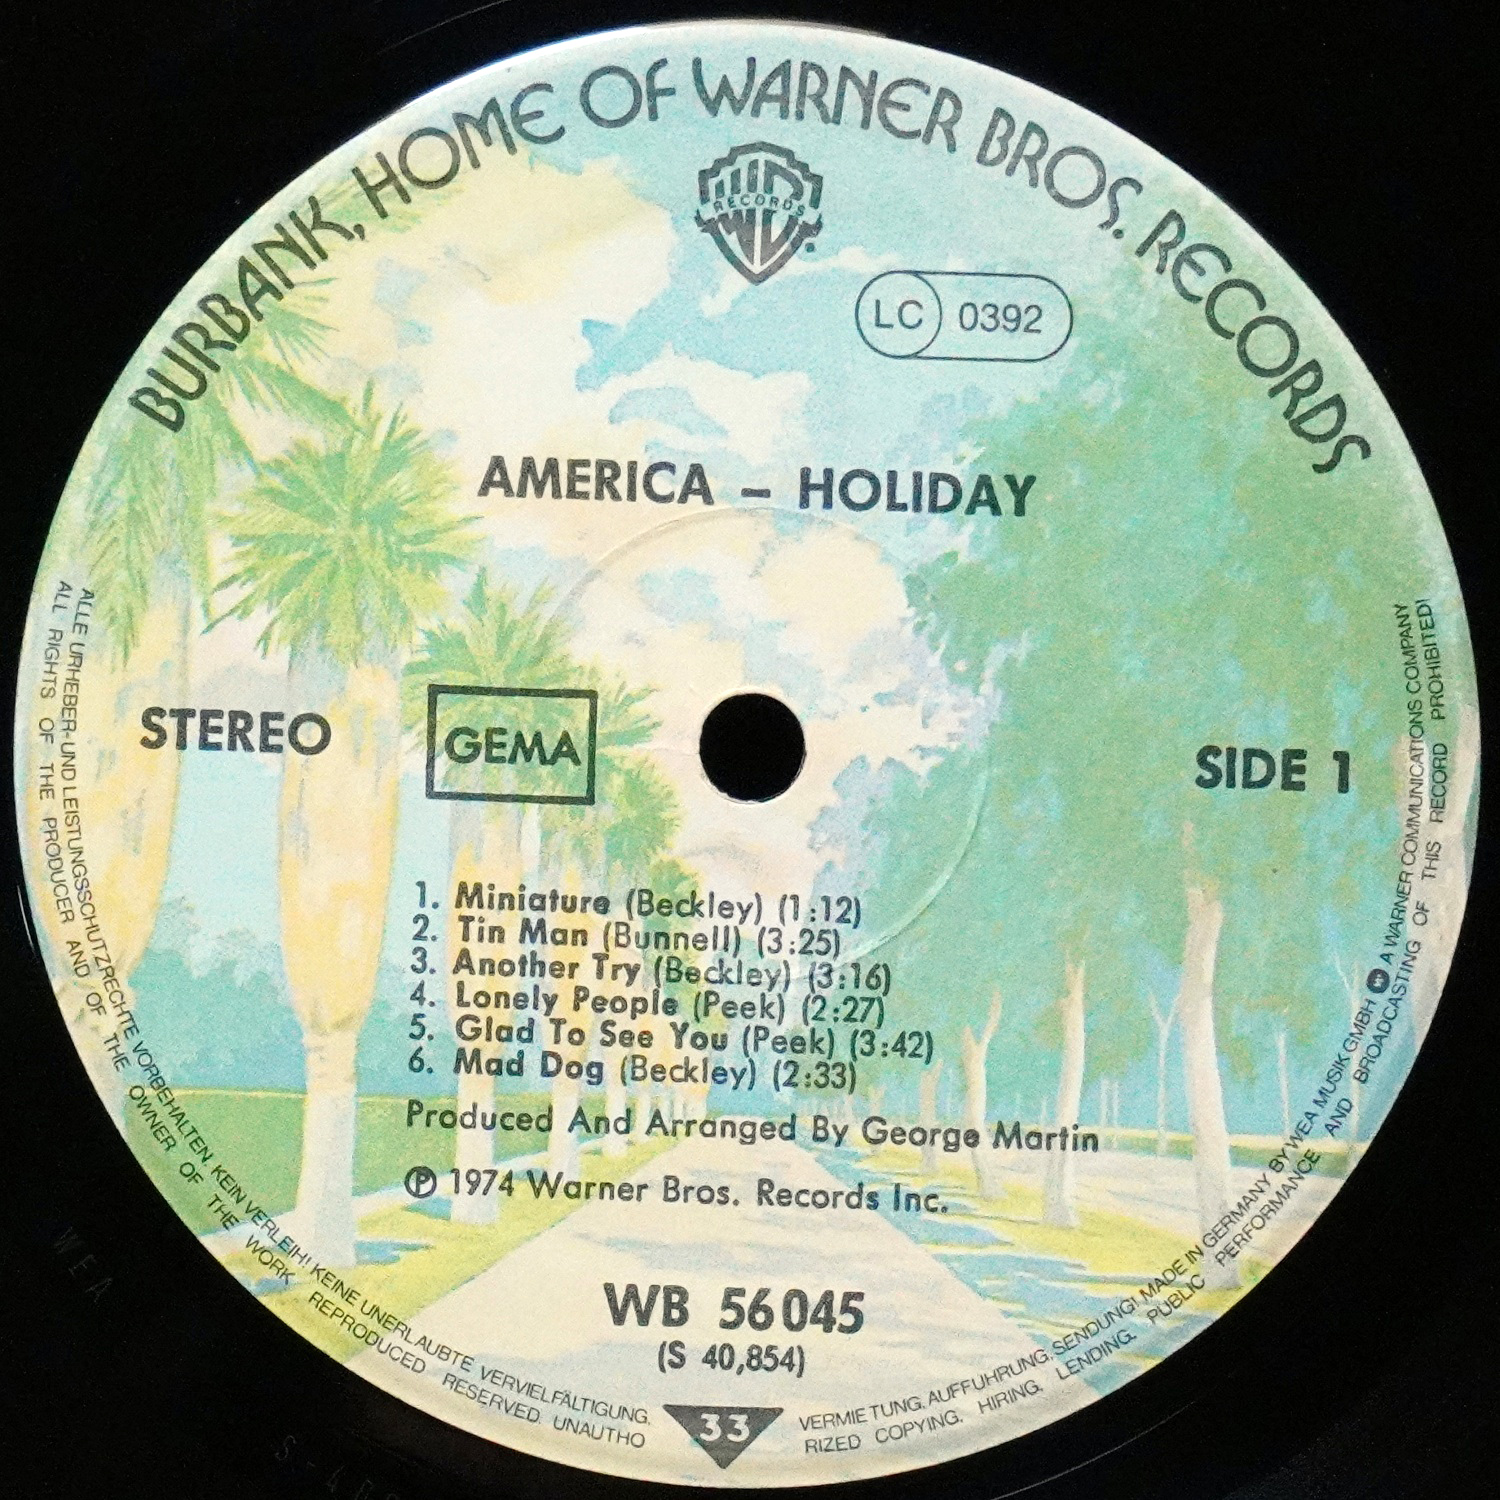 BURBANK, HOME OF WARNER BROS. RECORDS
WB
RECORDS
LC 0392
AMERICA – HOLIDAY
STEREO
GEMA
SIDE 1
1. Miniature (Beckley) (1:12)
2. Tin Man (Bunnell) (3:25)
3. Another Try (Beckley) (3:16)
4. Lonely People (Peek) (2:27)
5. Glad To See You (Peek) (3:42)
6. Mad Dog (Beckley) (2:33)
Produced And Arranged By George Martin
Ⓟ 1974 Warner Bros. Records Inc.
WB 56045
(S 40,854)
33
ALLE URHEBER- UND LEISTUNGSSCHUTZRECHTE VORBEHALTEN. KEIN VERLEIH! KEINE UNERLAUBTE VERVIELFÄLTIGUNG, VERMIETUNG, AUFFUHRUNG, SENDUNG! MADE IN GERMANY BY WEA MUSIK GMBH A WARNER COMMUNICATIONS COMPANY
ALL RIGHTS OF THE PRODUCER AND OF THE OWNER OF THE WORK REPRODUCED RESERVED. UNAUTHORIZED COPYING, HIRING, LENDING, PUBLIC PERFORMANCE AND BROADCASTING OF THIS RECORD PROHIBITED!
WEA